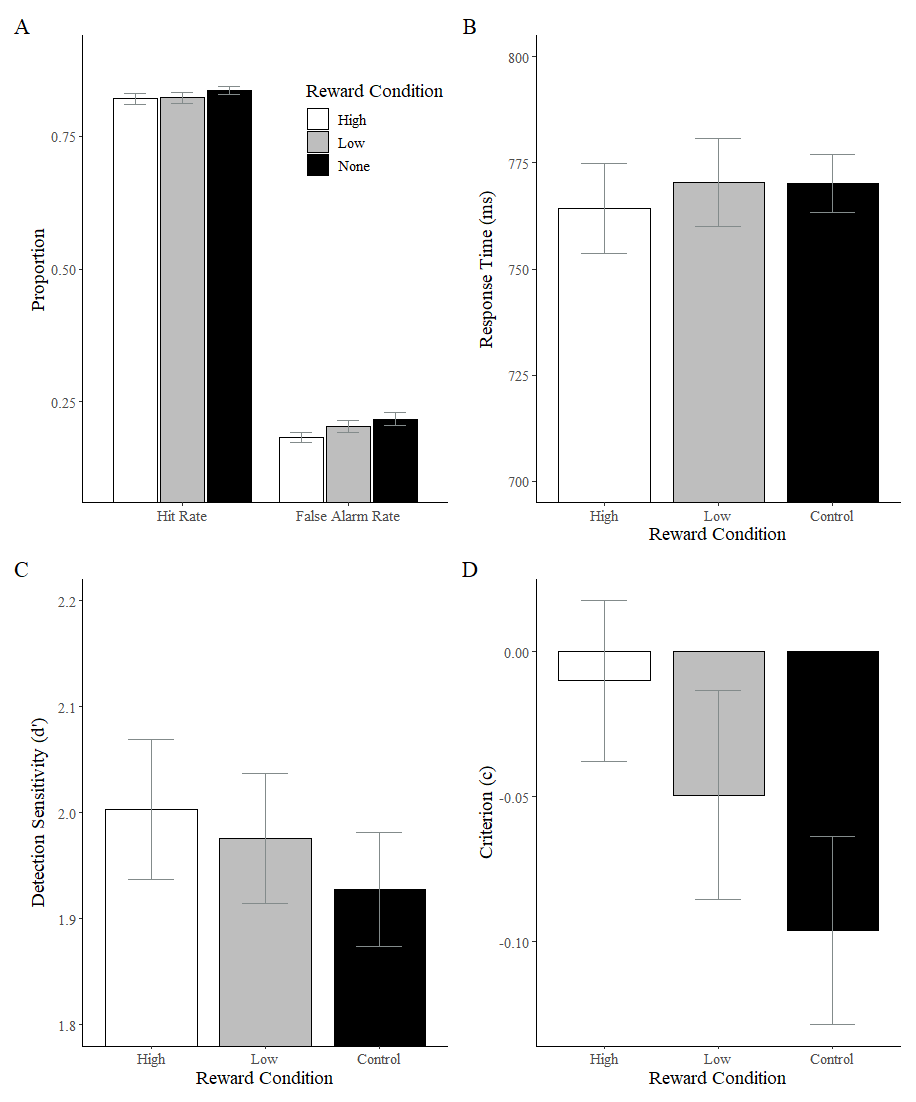 A
Proportion
0.75
0.50
0.25
Reward Condition
High
Low
None
Hit Rate
False Alarm Rate
B
Response Time (ms)
800
775
750
725
700
High
Low
Control
Reward Condition
C
Detection Sensitivity (d')
2.2
2.1
2.0
1.9
1.8
High
Low
Control
Reward Condition
D
Criterion (c)
0.00
-0.05
-0.10
High
Low
Control
Reward Condition